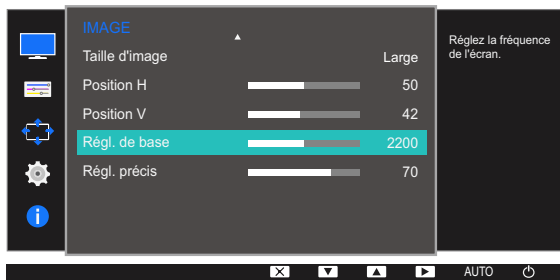 IMAGE
Taille d'image Large
Position H 50
Position V 42
Régl. de base 2200
Régl. précis 70
Réglez la fréquence
de l'écran.
AUTO